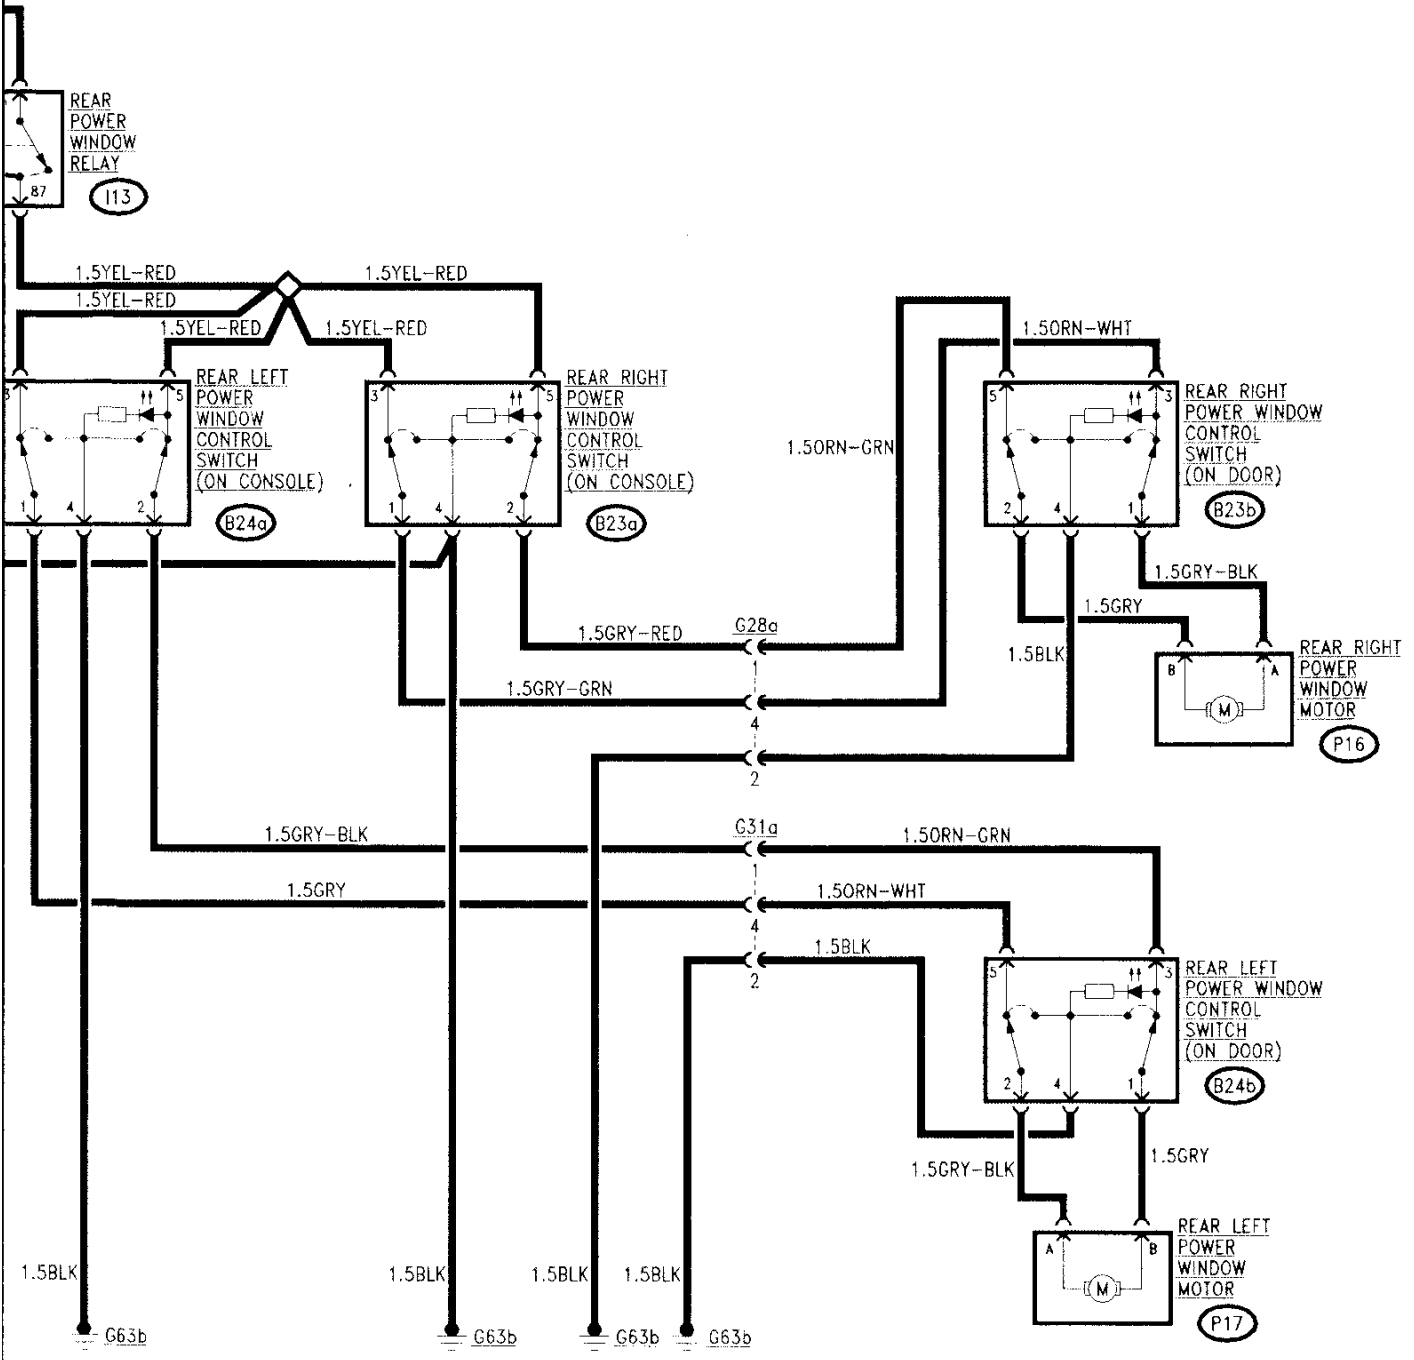 REAR
POWER
WINDOW
RELAY
87
I13
1.5YEL-RED
1.5YEL-RED
1.5YEL-RED
1.5YEL-RED
1.5YEL-RED
3
5
REAR LEFT
POWER
WINDOW
CONTROL
SWITCH
(ON CONSOLE)
1
4
2
B24a
3
5
REAR RIGHT
POWER
WINDOW
CONTROL
SWITCH
(ON CONSOLE)
1
4
2
B23a
1.5ORN-WHT
1.5ORN-GRN
5
3
REAR RIGHT
POWER WINDOW
CONTROL
SWITCH
(ON DOOR)
2
4
1
B23b
1.5GRY-BLK
1.5GRY
1.5BLK
1.5GRY-RED
G28a
1
1.5GRY-GRN
4
2
B
A
M
REAR RIGHT
POWER
WINDOW
MOTOR
P16
1.5GRY-BLK
G31a
1.5ORN-GRN
1
1.5GRY
1.5ORN-WHT
4
1.5BLK
2
5
3
REAR LEFT
POWER WINDOW
CONTROL
SWITCH
(ON DOOR)
2
4
1
B24b
1.5GRY-BLK
1.5GRY
A
B
M
REAR LEFT
POWER
WINDOW
MOTOR
P17
1.5BLK
1.5BLK
1.5BLK
1.5BLK
G63b
G63b
G63b
G63b